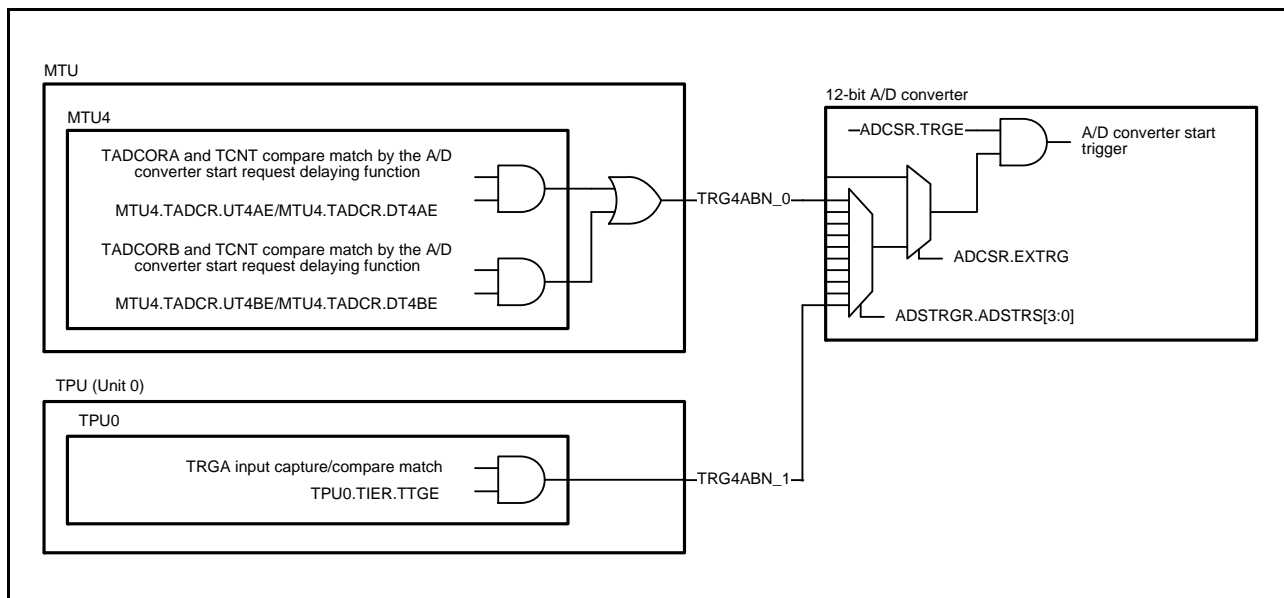 MTU
MTU4
TADCORA and TCNT compare match by the A/D
converter start request delaying function
MTU4.TADCR.UT4AE/MTU4.TADCR.DT4AE
TADCORB and TCNT compare match by the A/D
converter start request delaying function
MTU4.TADCR.UT4BE/MTU4.TADCR.DT4BE
TRG4ABN_0
12-bit A/D converter
ADCSR.TRGE
A/D converter start
trigger
ADCSR.EXTRG
ADSTRGR.ADSTRS[3:0]
TPU (Unit 0)
TPU0
TRGA input capture/compare match
TPU0.TIER.TTGE
TRG4ABN_1